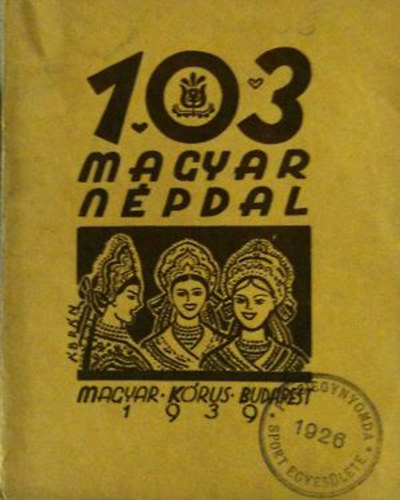 103
MAGYAR
NÉPDAL
MAGYAR · KÓRUS · BUDAPEST
1939
1926
SPORT EGYESÜLETE